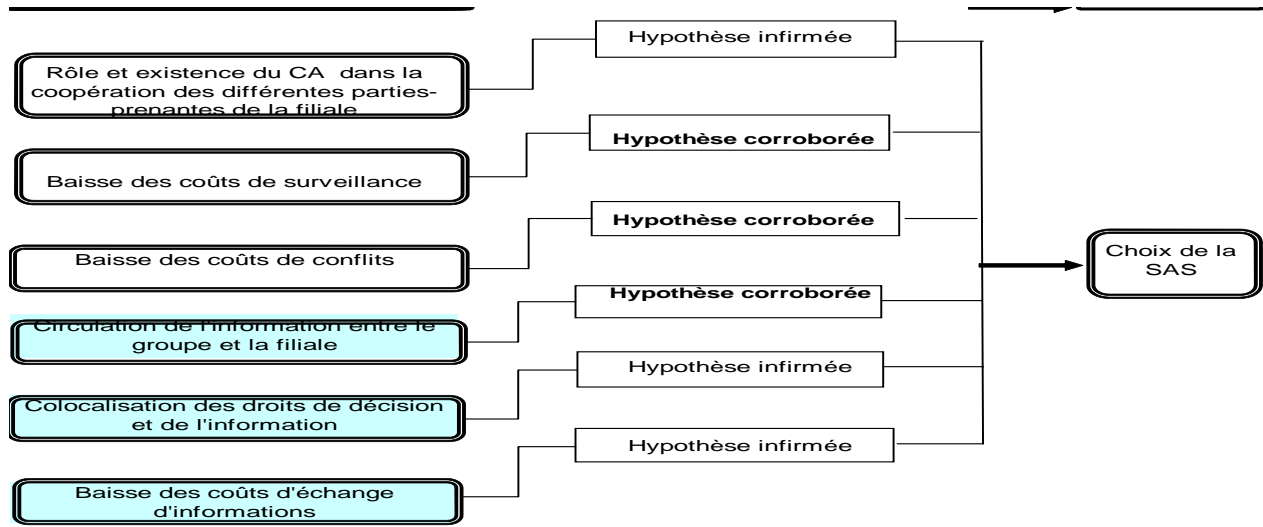 Hypothèse infirmée
Rôle et existence du CA dans la
coopération des différentes parties-
prenantes de la filiale
Hypothèse corroborée
Baisse des coûts de surveillance
Hypothèse corroborée
Baisse des coûts de conflits
Choix de la
SAS
Hypothèse corroborée
Circulation de l'information entre le
groupe et la filiale
Hypothèse infirmée
Colocalisation des droits de décision
et de l'information
Hypothèse infirmée
Baisse des coûts d'échange
d'informations